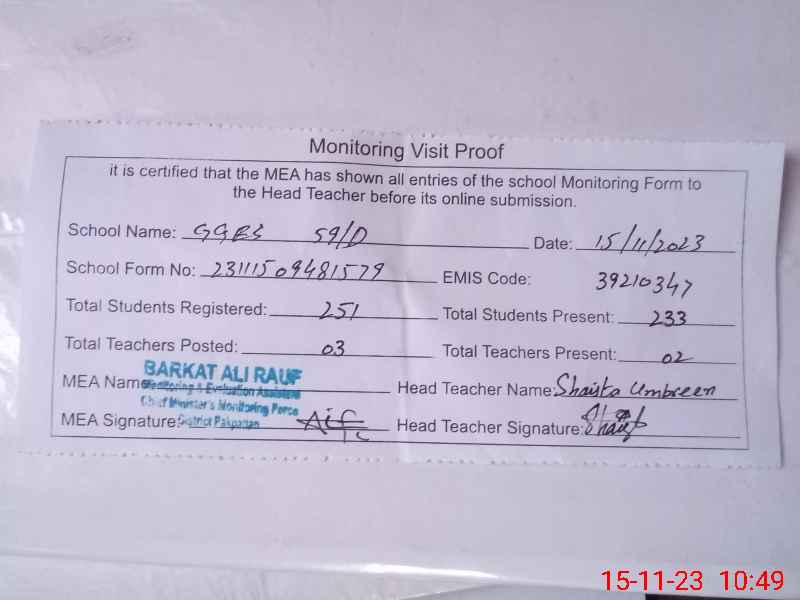 Monitoring Visit Proof
it is certified that the MEA has shown all entries of the school Monitoring Form to
the Head Teacher before its online submission.
School Name: GGES 59/D Date: 15/11/2023
School Form No: 23111509481579 EMIS Code: 39210347
Total Students Registered: 251 Total Students Present: 233
Total Teachers Posted: 03 Total Teachers Present: 02
MEA Name BARKAT ALI RAUF Head Teacher Name: Shaista Umbreen
Monitoring & Evaluation Assistant
Chief Minister's Monitoring Force
District Pakpattan
MEA Signature: Head Teacher Signature:
15-11-23 10:49